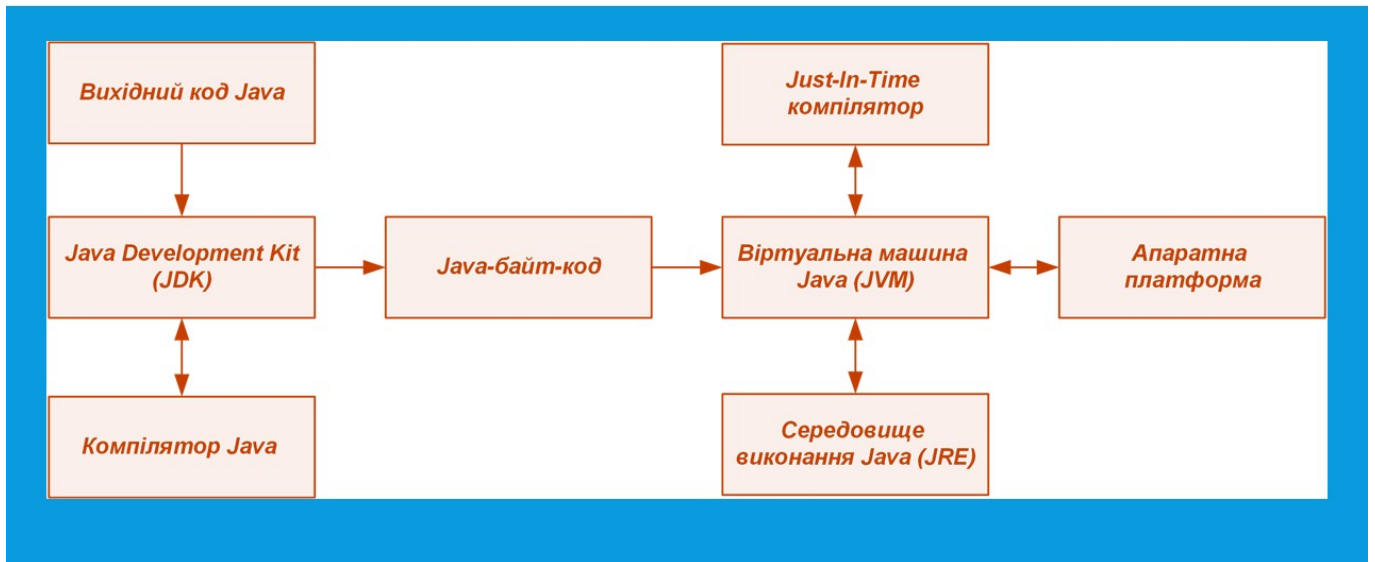 Вихідний код Java
Just-In-Time
компілятор
Java Development Kit
(JDK)
Java-байт-код
Віртуальна машина
Java (JVM)
Апаратна
платформа
Компілятор Java
Середовище
виконання Java (JRE)